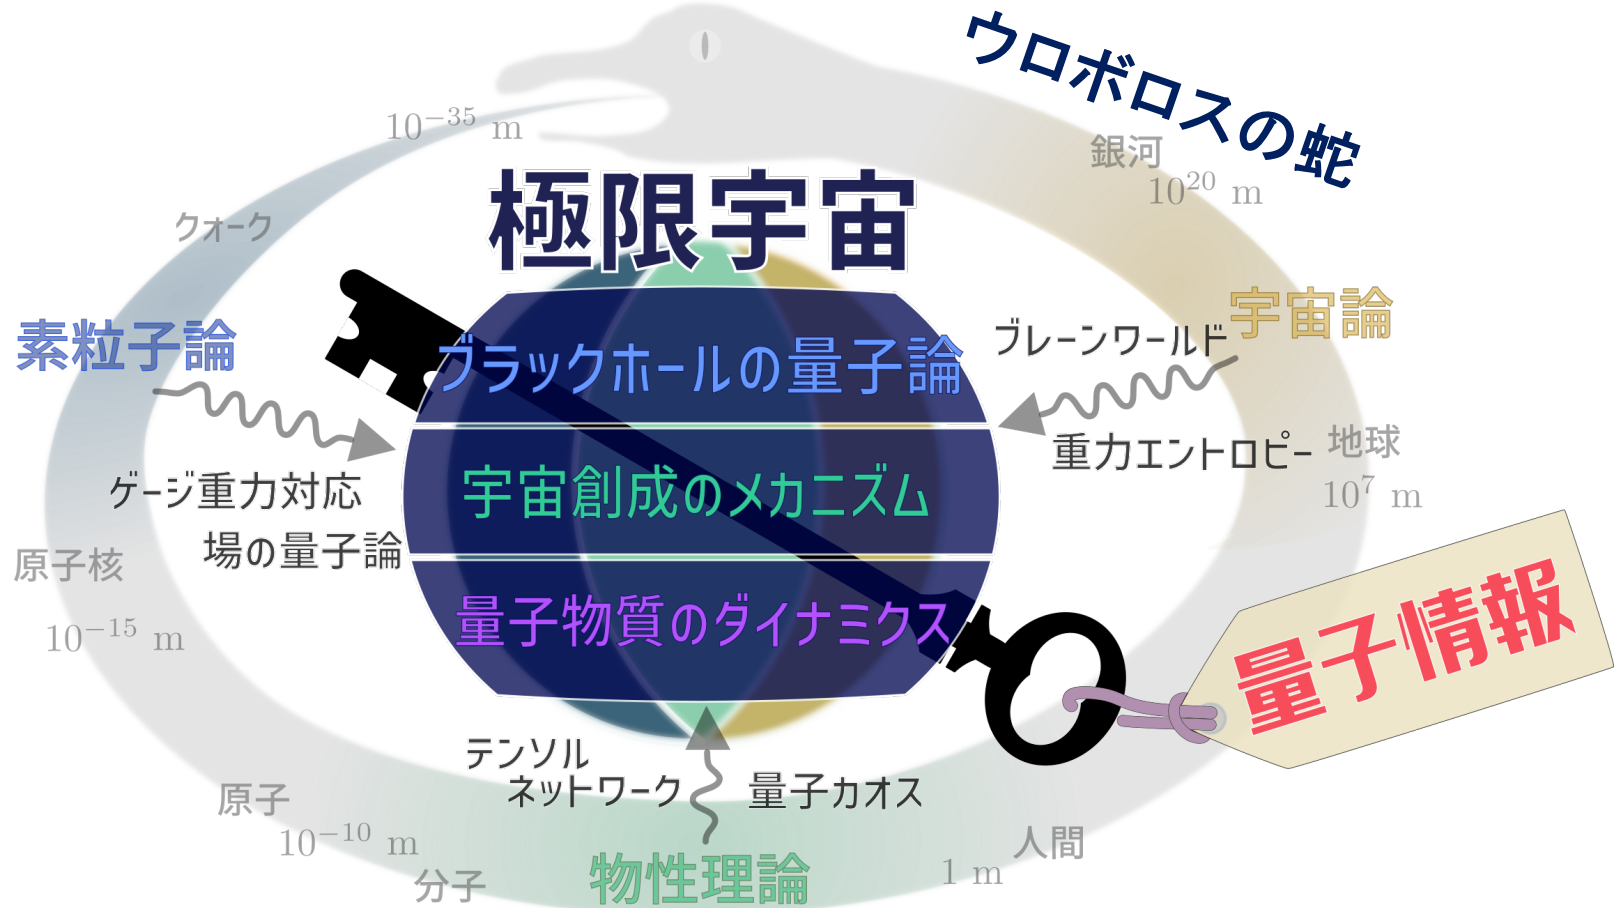 ウロボロスの蛇
10⁻³⁵ m
銀河
10²⁰ m
極限宇宙
クォーク
素粒子論
宇宙論
ブレーンワールド
ブラックホールの量子論
重力エントロピー
地球
10⁷ m
ゲージ重力対応
宇宙創成のメカニズム
場の量子論
原子核
10⁻¹⁵ m
量子物質のダイナミクス
量子情報
テンソル
ネットワーク
量子カオス
原子
10⁻¹⁰ m
分子
物性理論
人間
1 m